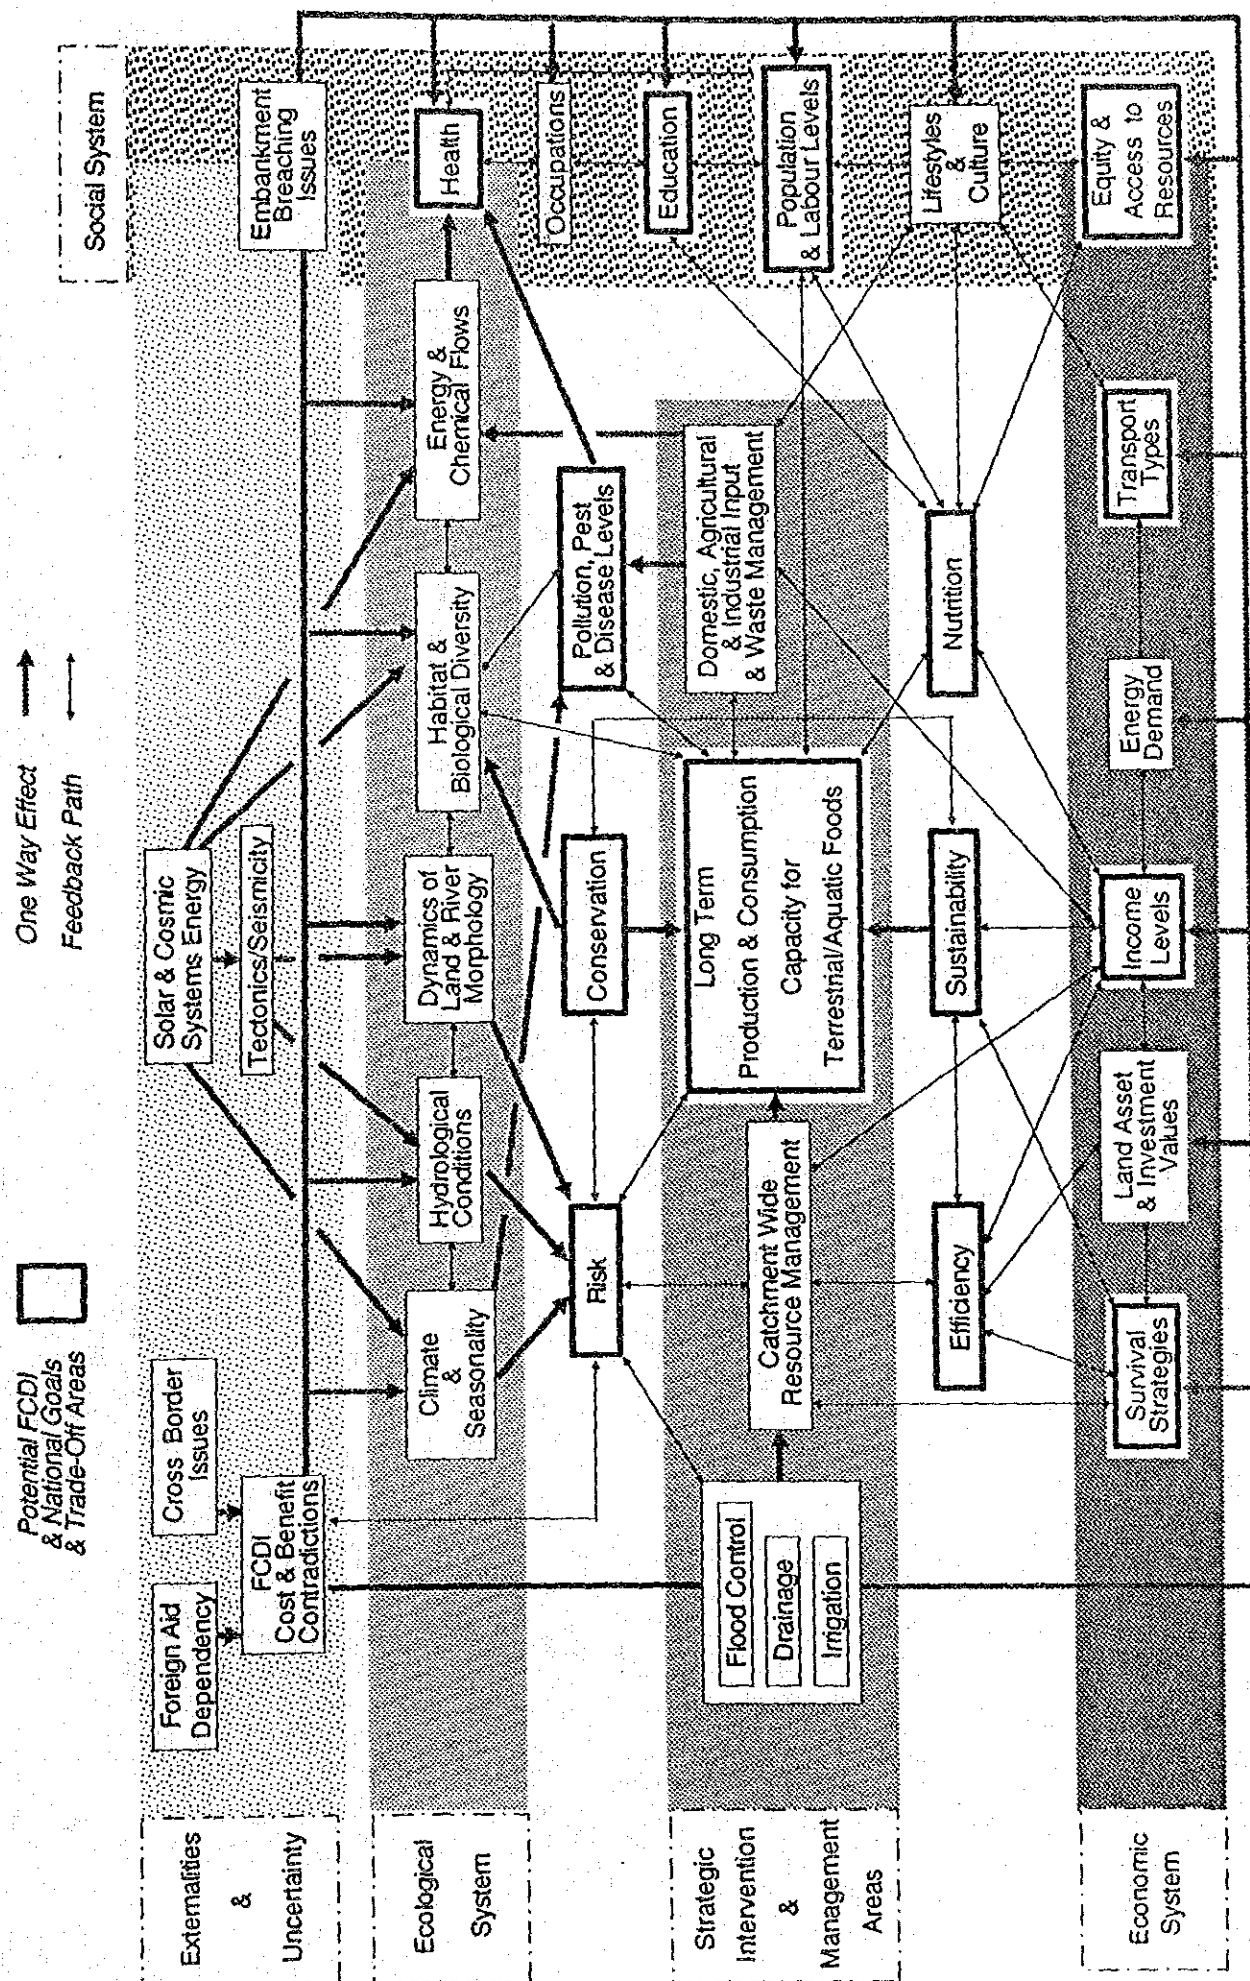 Potential FCDI
& National Goals
& Trade-Off Areas
One Way Effect
Feedback Path
Social System
Externalities
&
Uncertainty
Foreign Aid
Dependency
Cross Border
Issues
FCDI
Cost & Benefit
Contradictions
Solar & Cosmic
Systems Energy
Tectonics/Seismicity
Embankment
Breaching
Issues
Ecological
System
Climate
&
Seasonality
Hydrological
Conditions
Dynamics of
Land & River
Morphology
Habitat &
Biological Diversity
Energy &
Chemical Flows
Health
Risk
Conservation
Pollution, Pest
& Disease Levels
Occupations
Education
Strategic
Intervention
&
Management
Areas
Flood Control
Drainage
Irrigation
Catchment Wide
Resource Management
Long Term
Production & Consumption
Capacity for
Terrestrial/Aquatic Foods
Domestic, Agricultural
& Industrial Input
& Waste Management
Population
& Labour Levels
Efficiency
Sustainability
Nutrition
Lifestyles
&
Culture
Economic
System
Survival
Strategies
Land Asset
& Investment
Values
Income
Levels
Energy
Demand
Transport
Types
Equity &
Access to
Resources